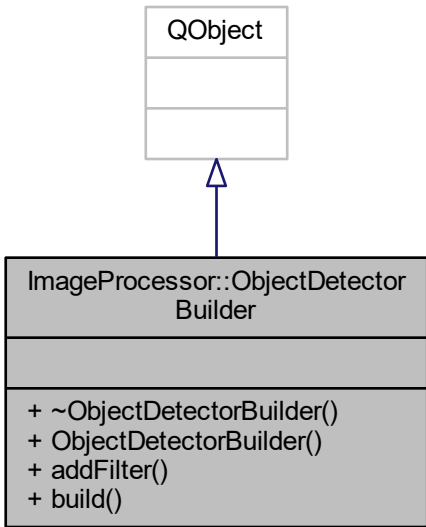 QObject
ImageProcessor::ObjectDetector
Builder
+ ~ObjectDetectorBuilder()
+ ObjectDetectorBuilder()
+ addFilter()
+ build()